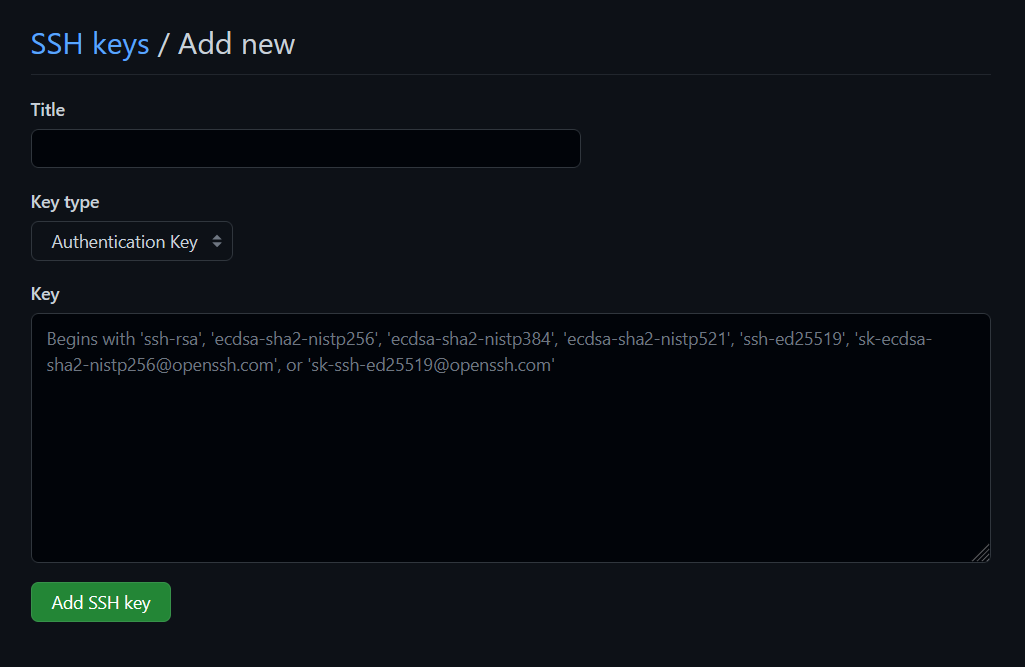 SSH keys / Add new
Title
Key type
Authentication Key
Key
Begins with 'ssh-rsa', 'ecdsa-sha2-nistp256', 'ecdsa-sha2-nistp384', 'ecdsa-sha2-nistp521', 'ssh-ed25519', 'sk-ecdsa-
sha2-nistp256@openssh.com', or 'sk-ssh-ed25519@openssh.com'
Add SSH key